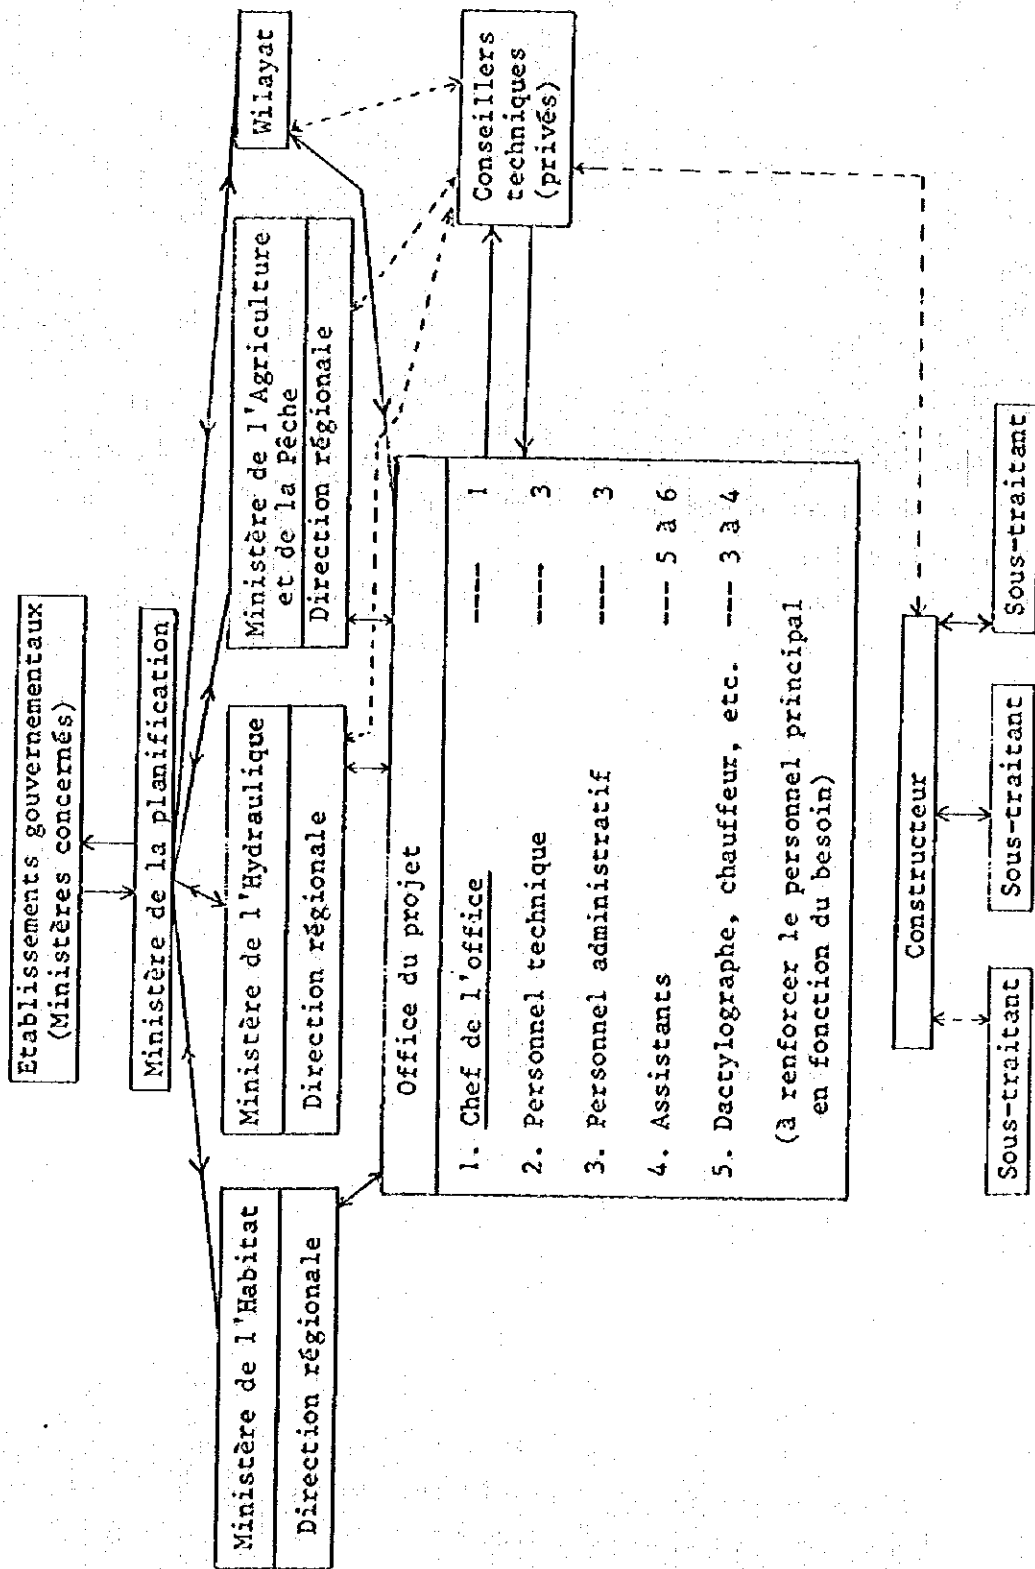 Etablissements gouvernementaux
(Ministères concernés)
Ministère de la planification
Ministère de l'Habitat
Direction régionale
Ministère de l'Hydraulique
Direction régionale
Ministère de l'Agriculture
et de la Pêche
Direction régionale
Wilayat
Office du projet
1. Chef de l'office ---- 1
2. Personnel technique ---- 3
3. Personnel administratif ---- 3
4. Assistants --- 5 à 6
5. Dactylographe, chauffeur, etc. --- 3 à 4
(à renforcer le personnel principal
en fonction du besoin)
Conseillers
techniques
(privés)
Constructeur
Sous-traitant
Sous-traitant
Sous-traitant